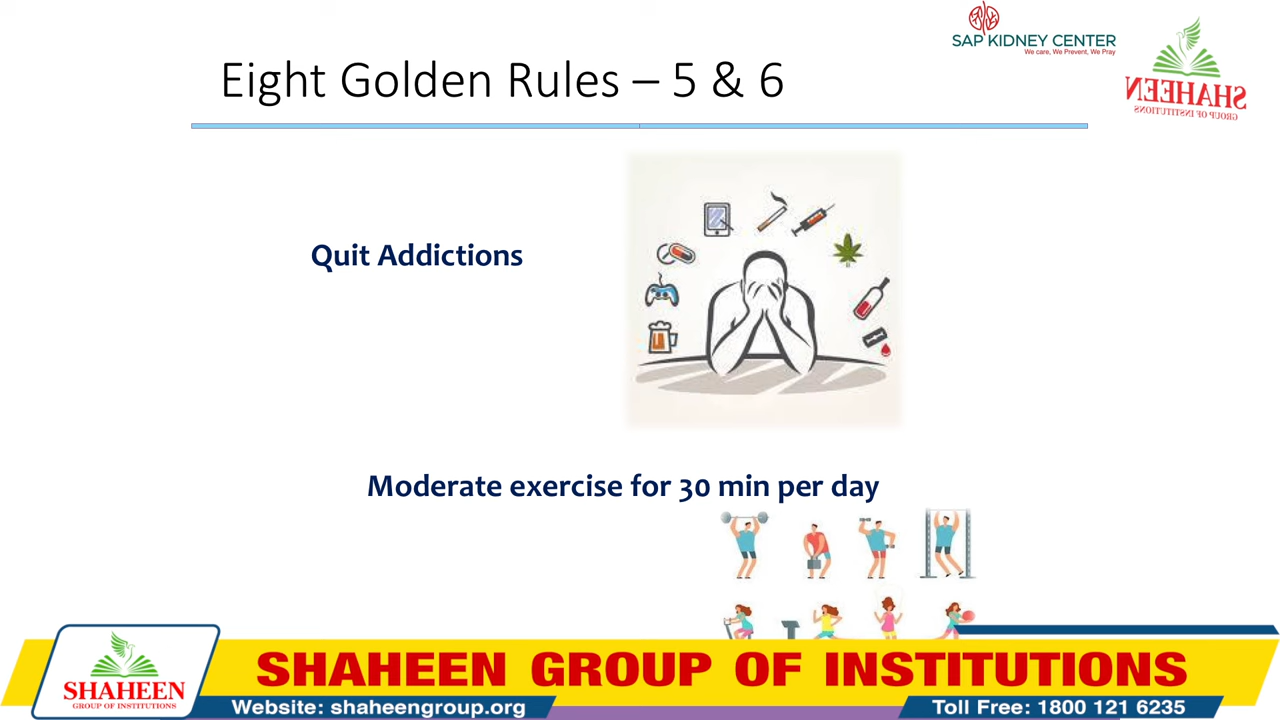 SAP KIDNEY CENTER
We care, We Prevent, We Pray
SHAHEEN
GROUP OF INSTITUTIONS
Eight Golden Rules – 5 & 6
Quit Addictions
Moderate exercise for 30 min per day
SHAHEEN
GROUP OF INSTITUTIONS
SHAHEEN GROUP OF INSTITUTIONS
Website: shaheengroup.org
Toll Free: 1800 121 6235